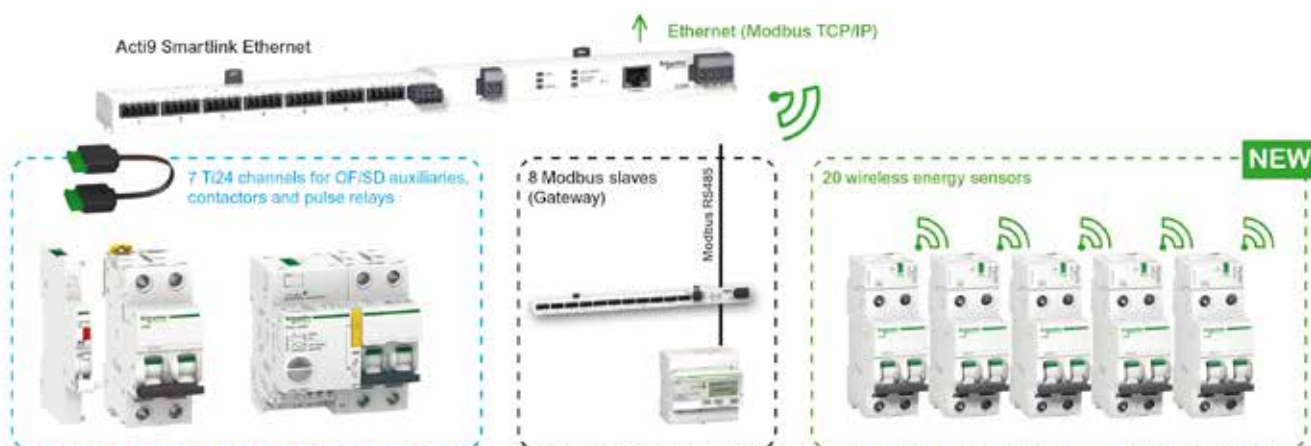 Acti9 Smartlink Ethernet
Ethernet (Modbus TCP/IP)
NEW
7 Ti24 channels for OF/SD auxiliaries,
contactors and pulse relays
8 Modbus slaves
(Gateway)
Modbus RS485
20 wireless energy sensors
Schneider